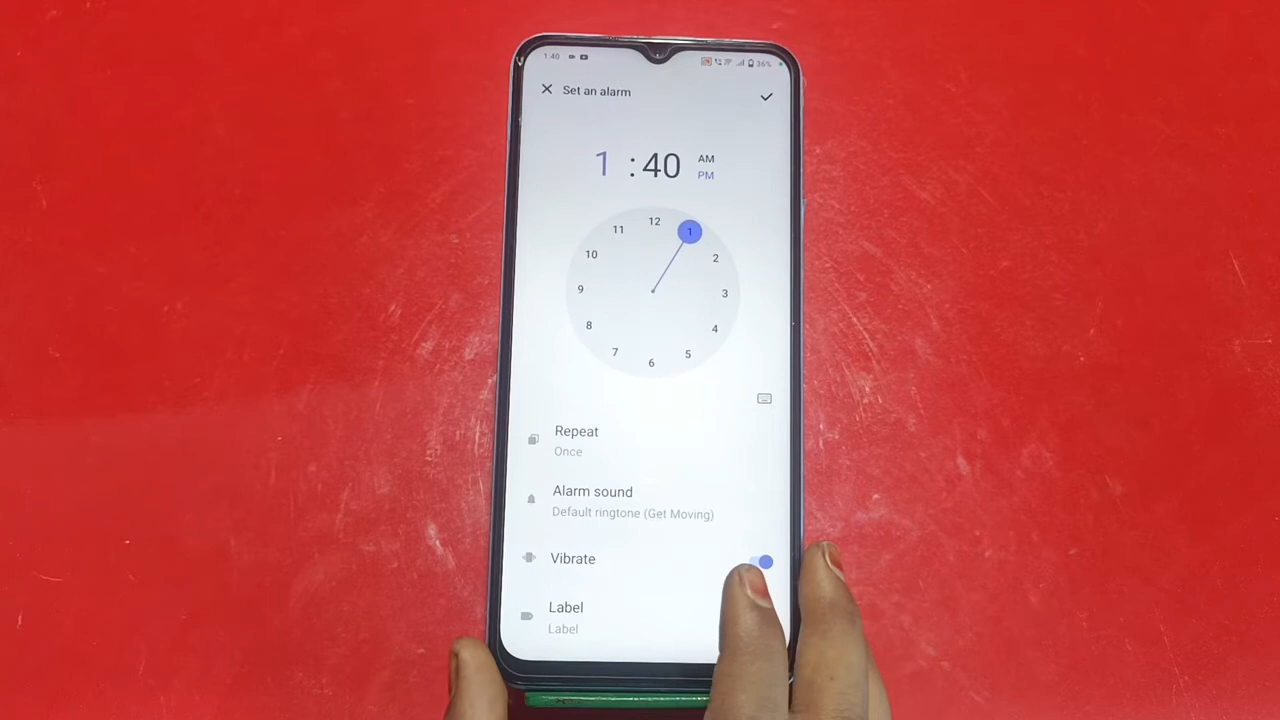 1:40 36%
Set an alarm
1 :40 AM
PM
12
11 1
10 2
9 3
8 4
7 5
6
Repeat
Once
Alarm sound
Default ringtone (Get Moving)
Vibrate
Label
Label